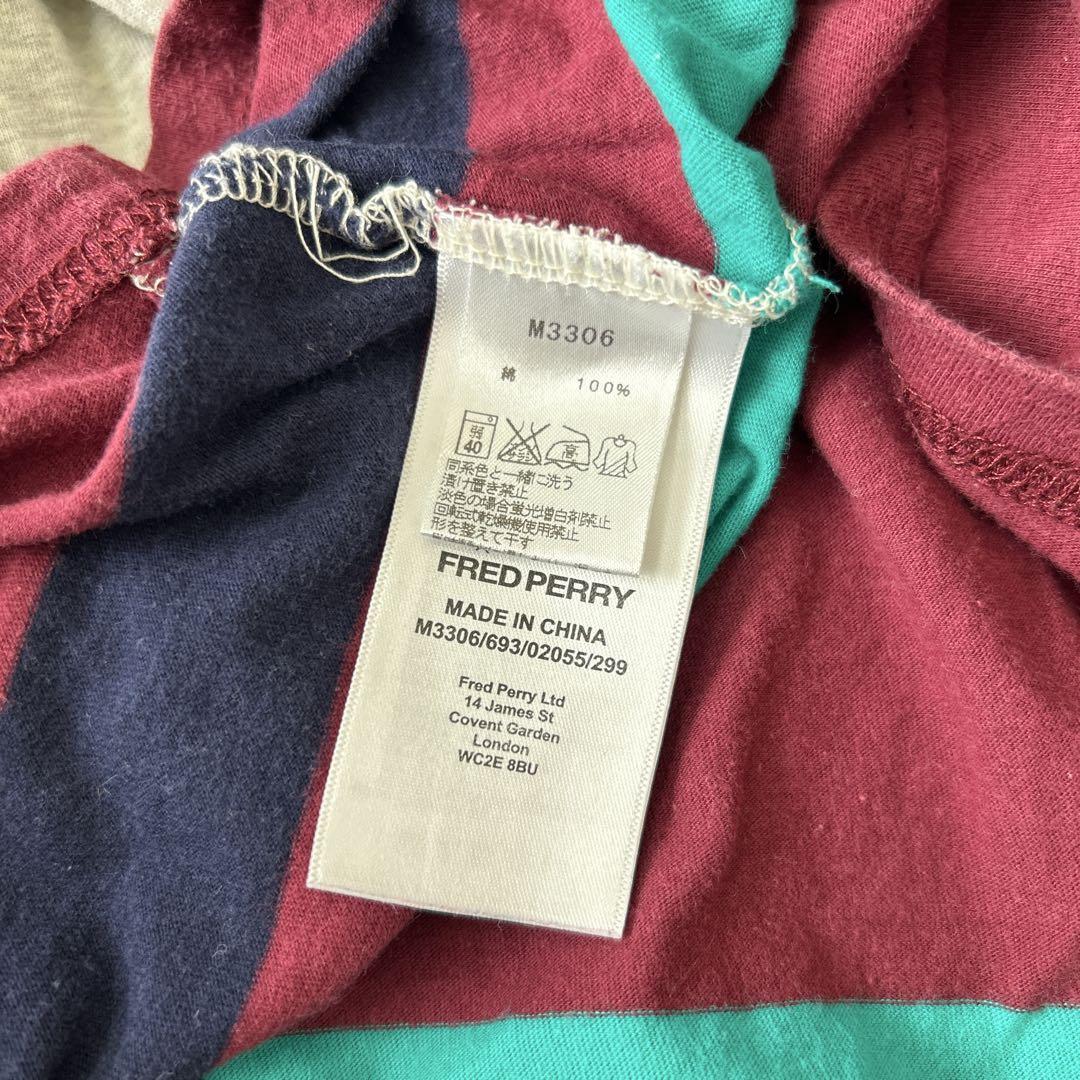 M3306
綿 100%
弱
40
高
同系色と一緒に洗う
漬け置き禁止
淡色の場合蛍光増白剤禁止
回転式乾燥機使用禁止
形を整えて干す
FRED PERRY
MADE IN CHINA
M3306/693/02055/299
Fred Perry Ltd
14 James St
Covent Garden
London
WC2E 8BU